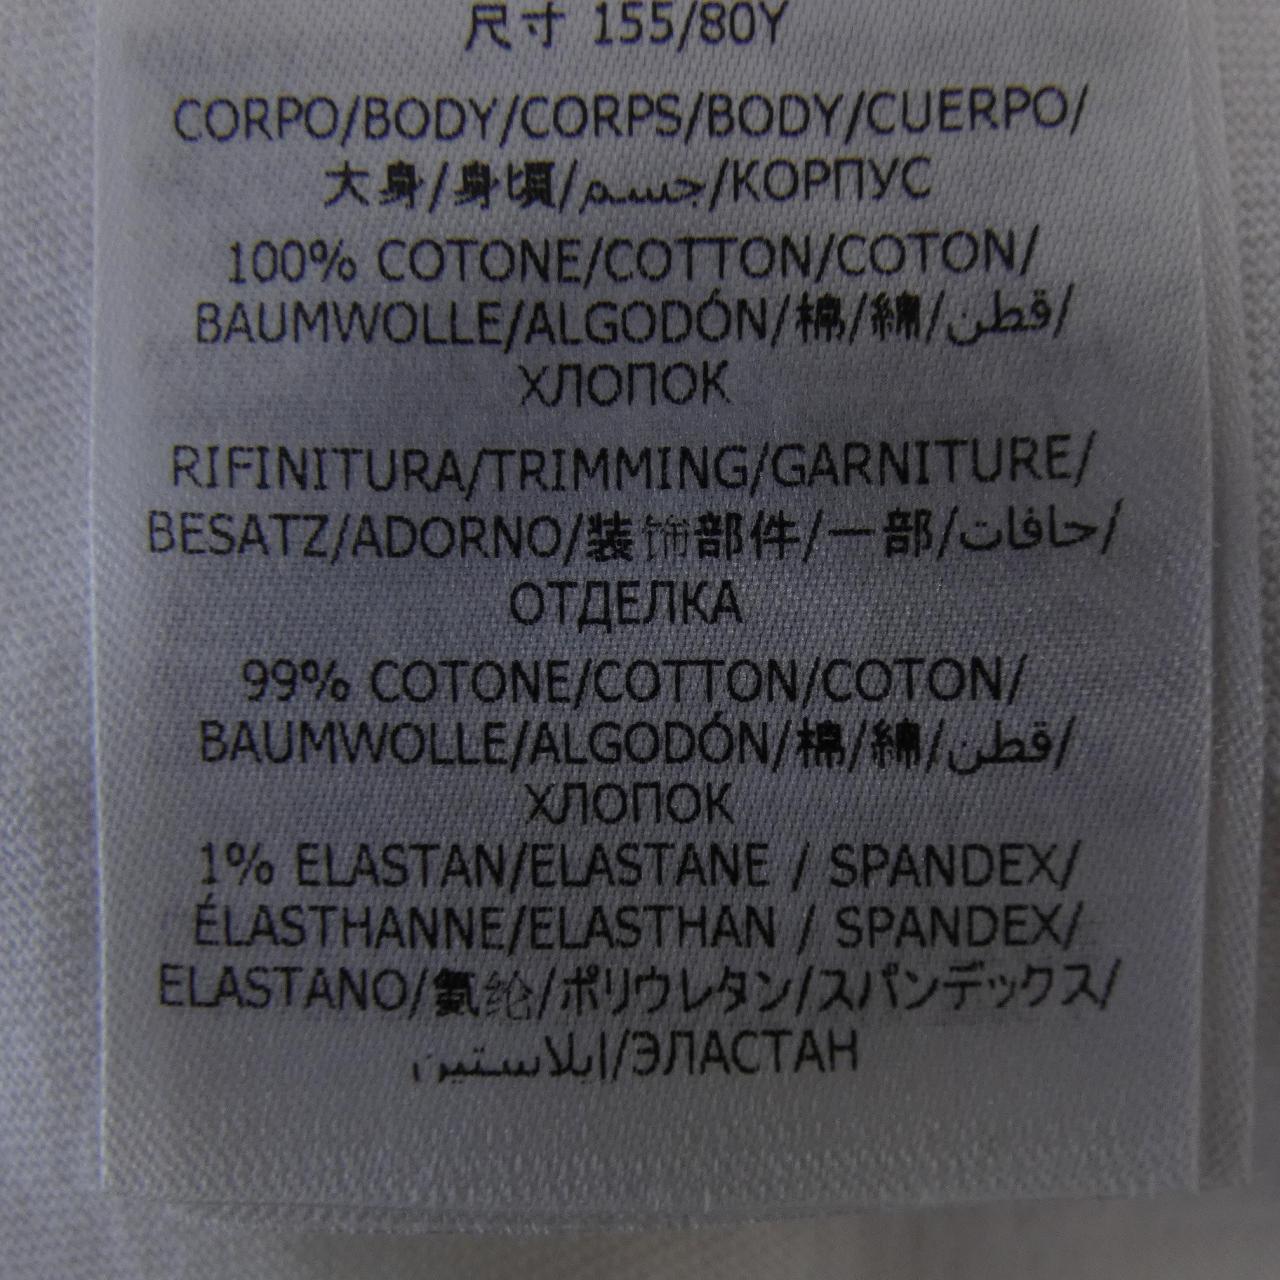 尺寸 155/80Y
CORPO/BODY/CORPS/BODY/CUERPO/
大身/身頃/جسم/КОРПУС
100% COTONE/COTTON/COTON/
BAUMWOLLE/ALGODÓN/棉/綿/قطن/
ХЛОПОК
RIFINITURA/TRIMMING/GARNITURE/
BESATZ/ADORNO/装饰部件/一部/حافات/
ОТДЕЛКА
99% COTONE/COTTON/COTON/
BAUMWOLLE/ALGODÓN/棉/綿/قطن/
ХЛОПОК
1% ELASTAN/ELASTANE / SPANDEX/
ÉLASTHANNE/ELASTHAN / SPANDEX/
ELASTANO/氨纶/ポリウレタン/スパンデックス/
ايلاستين/ЭЛАСТАН